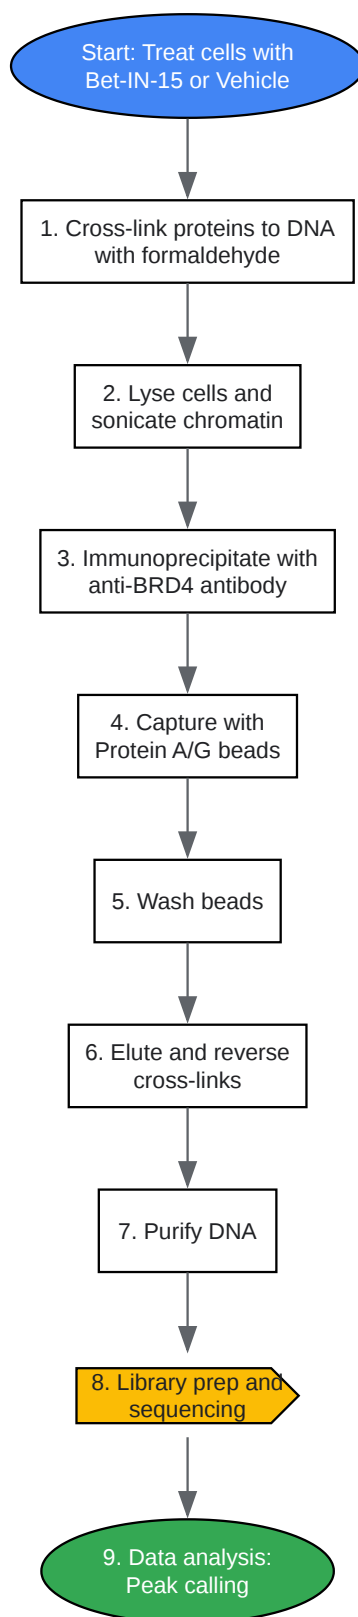 Start: Treat cells with
Bet-IN-15 or Vehicle
1. Cross-link proteins to DNA
with formaldehyde
2. Lyse cells and
sonicate chromatin
3. Immunoprecipitate with
anti-BRD4 antibody
4. Capture with
Protein A/G beads
5. Wash beads
6. Elute and reverse
cross-links
7. Purify DNA
8. Library prep and
sequencing
9. Data analysis:
Peak calling